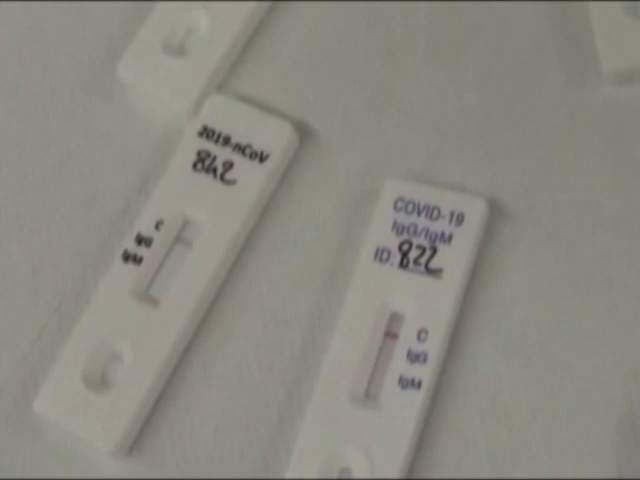 2019-nCoV
842
C
IgG
IgM
COVID-19
IgG/IgM
ID: 822
C
IgG
IgM